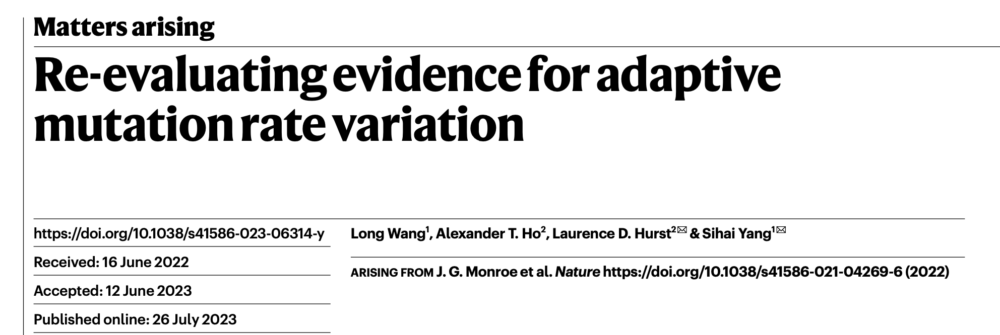 Matters arising
Re-evaluating evidence for adaptive
mutation rate variation
https://doi.org/10.1038/s41586-023-06314-y
Received: 16 June 2022
Accepted: 12 June 2023
Published online: 26 July 2023
Long Wang1, Alexander T. Ho2, Laurence D. Hurst2✉ & Sihai Yang1✉
ARISING FROM J. G. Monroe et al. Nature https://doi.org/10.1038/s41586-021-04269-6 (2022)